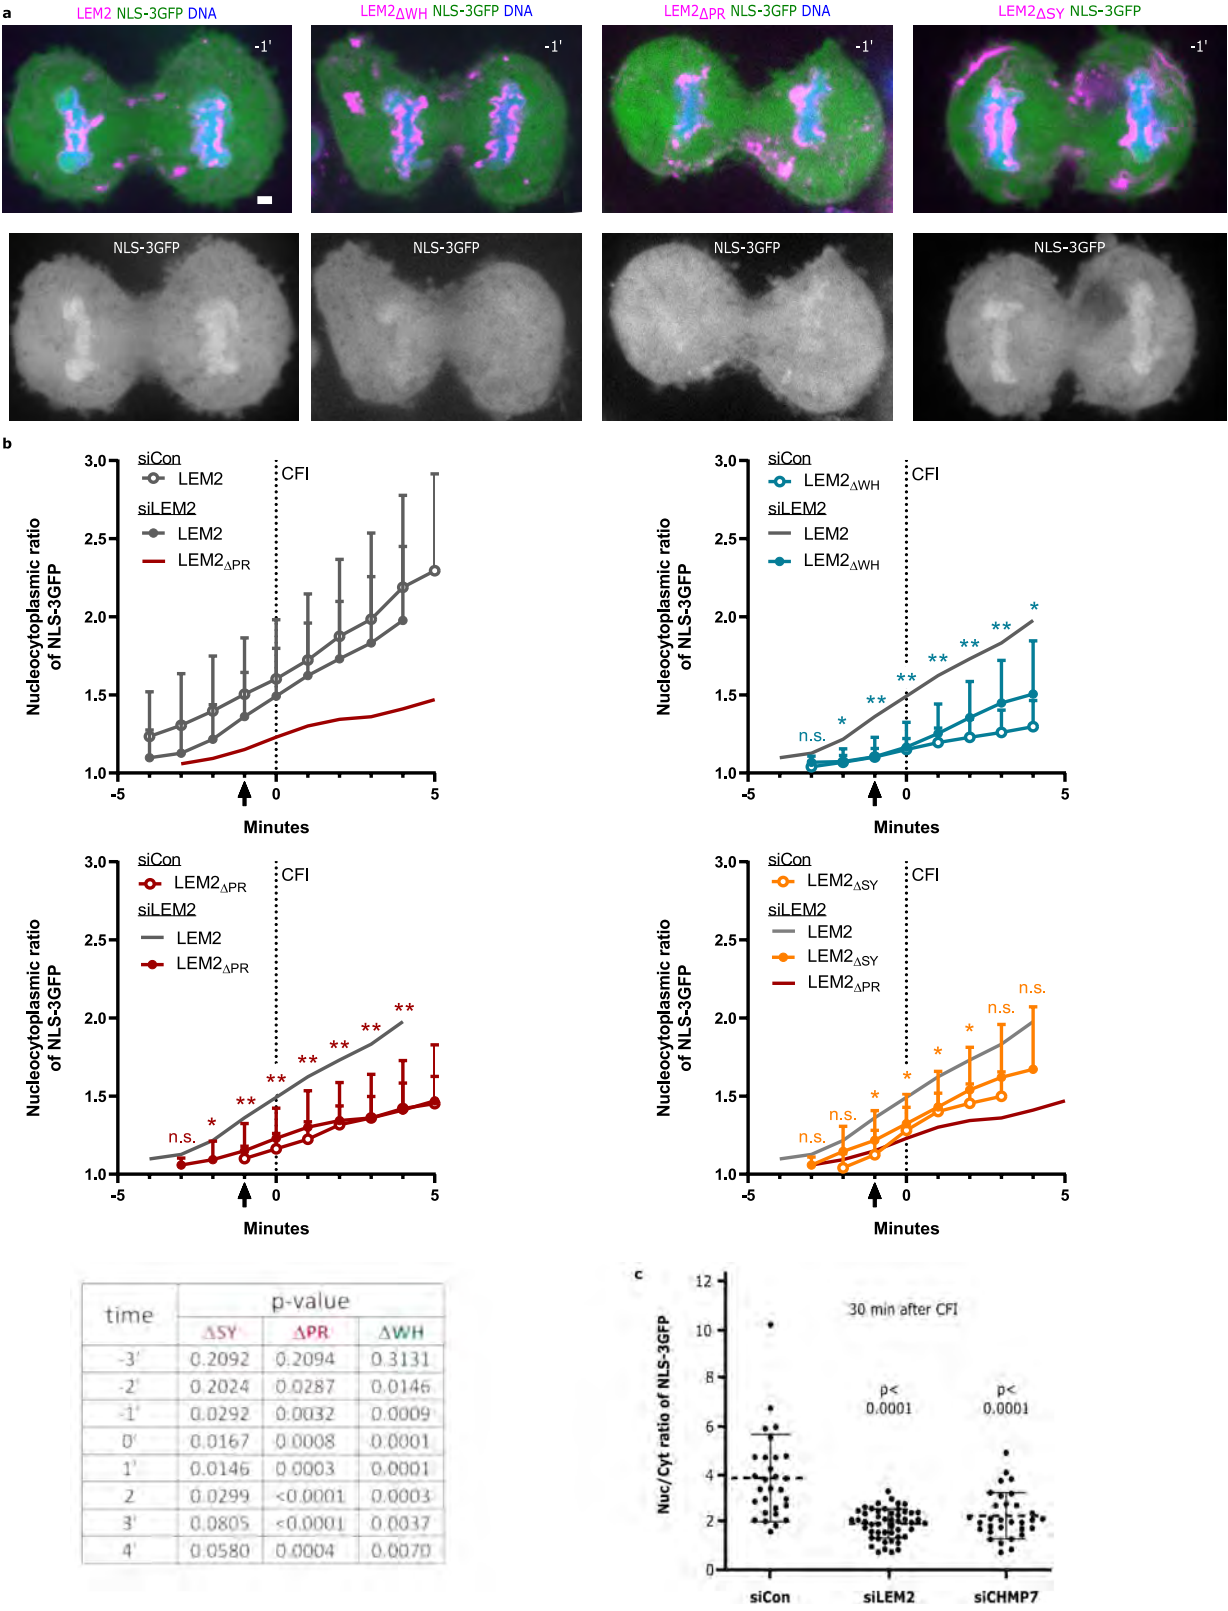 a
LEM2 NLS-3GFP DNA
LEM2ΔWH NLS-3GFP DNA
LEM2ΔPR NLS-3GFP DNA
LEM2ΔSY NLS-3GFP
-1'
-1'
-1'
-1'
NLS-3GFP
NLS-3GFP
NLS-3GFP
NLS-3GFP
b
Nucleocytoplasmic ratio
of NLS-3GFP
3.0
2.5
2.0
1.5
1.0
siCon
LEM2
siLEM2
LEM2
LEM2ΔPR
CFI
-5
0
5
Minutes
Nucleocytoplasmic ratio
of NLS-3GFP
3.0
2.5
2.0
1.5
1.0
siCon
LEM2ΔWH
siLEM2
LEM2
LEM2ΔWH
CFI
n.s.
*
**
**
**
**
**
*
-5
0
5
Minutes
Nucleocytoplasmic ratio
of NLS-3GFP
3.0
2.5
2.0
1.5
1.0
siCon
LEM2ΔPR
siLEM2
LEM2
LEM2ΔPR
CFI
n.s.
*
**
**
**
**
**
**
-5
0
5
Minutes
Nucleocytoplasmic ratio
of NLS-3GFP
3.0
2.5
2.0
1.5
1.0
siCon
LEM2ΔSY
siLEM2
LEM2
LEM2ΔSY
LEM2ΔPR
CFI
n.s.
n.s.
*
*
*
*
n.s.
n.s.
-5
0
5
Minutes
time p-value
ΔSY ΔPR ΔWH
-3' 0.2092 0.2094 0.3131
-2' 0.2024 0.0287 0.0146
-1' 0.0292 0.0032 0.0009
0' 0.0167 0.0008 0.0001
1' 0.0146 0.0003 0.0001
2 0.0299 <0.0001 0.0003
3' 0.0805 <0.0001 0.0037
4' 0.0580 0.0004 0.0070
c
Nuc/Cyt ratio of NLS-3GFP
12
10
8
6
4
2
0
30 min after CFI
p<
0.0001
p<
0.0001
siCon
siLEM2
siCHMP7